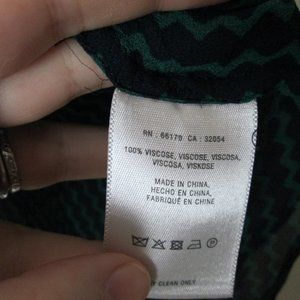 RN : 66170 CA : 32054
100% VISCOSE, VISCOSE, VISCOSA,
VISCOSA, VISKOSE
MADE IN CHINA,
HECHO EN CHINA,
FABRIQUÉ EN CHINE
CLEAN ONLY